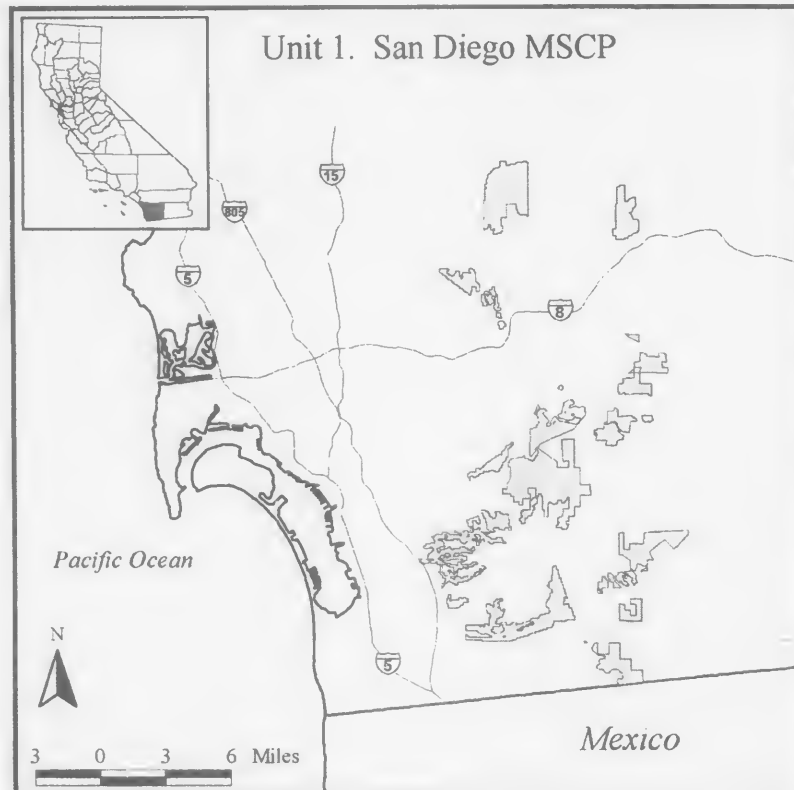 Unit 1. San Diego MSCP
15
805
5
8
Pacific Ocean
N
5
Mexico
3 0 3 6 Miles